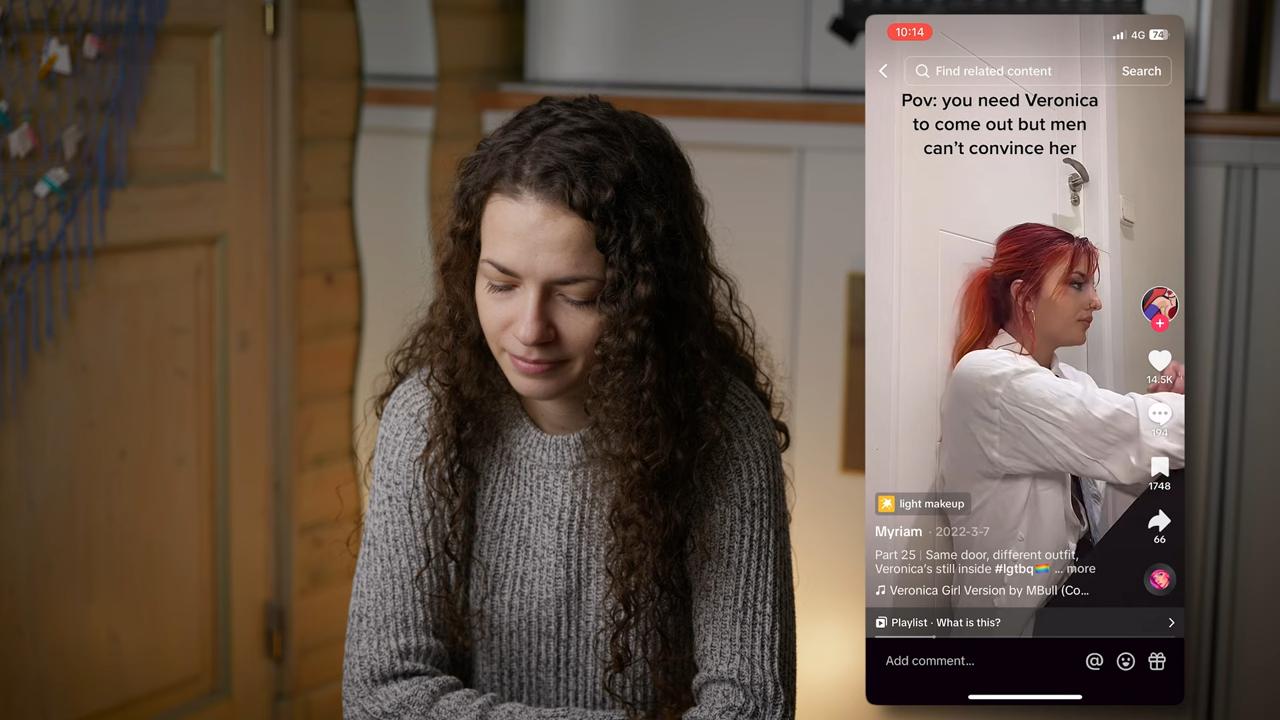 10:14
4G 74
Find related content Search
Pov: you need Veronica
to come out but men
can’t convince her
14.5K
194
1748
66
light makeup
Myriam · 2022-3-7
Part 25 | Same door, different outfit,
Veronica’s still inside #lgtbq🏳️‍🌈 ... more
Veronica Girl Version by MBull (Co...
Playlist · What is this?
Add comment...